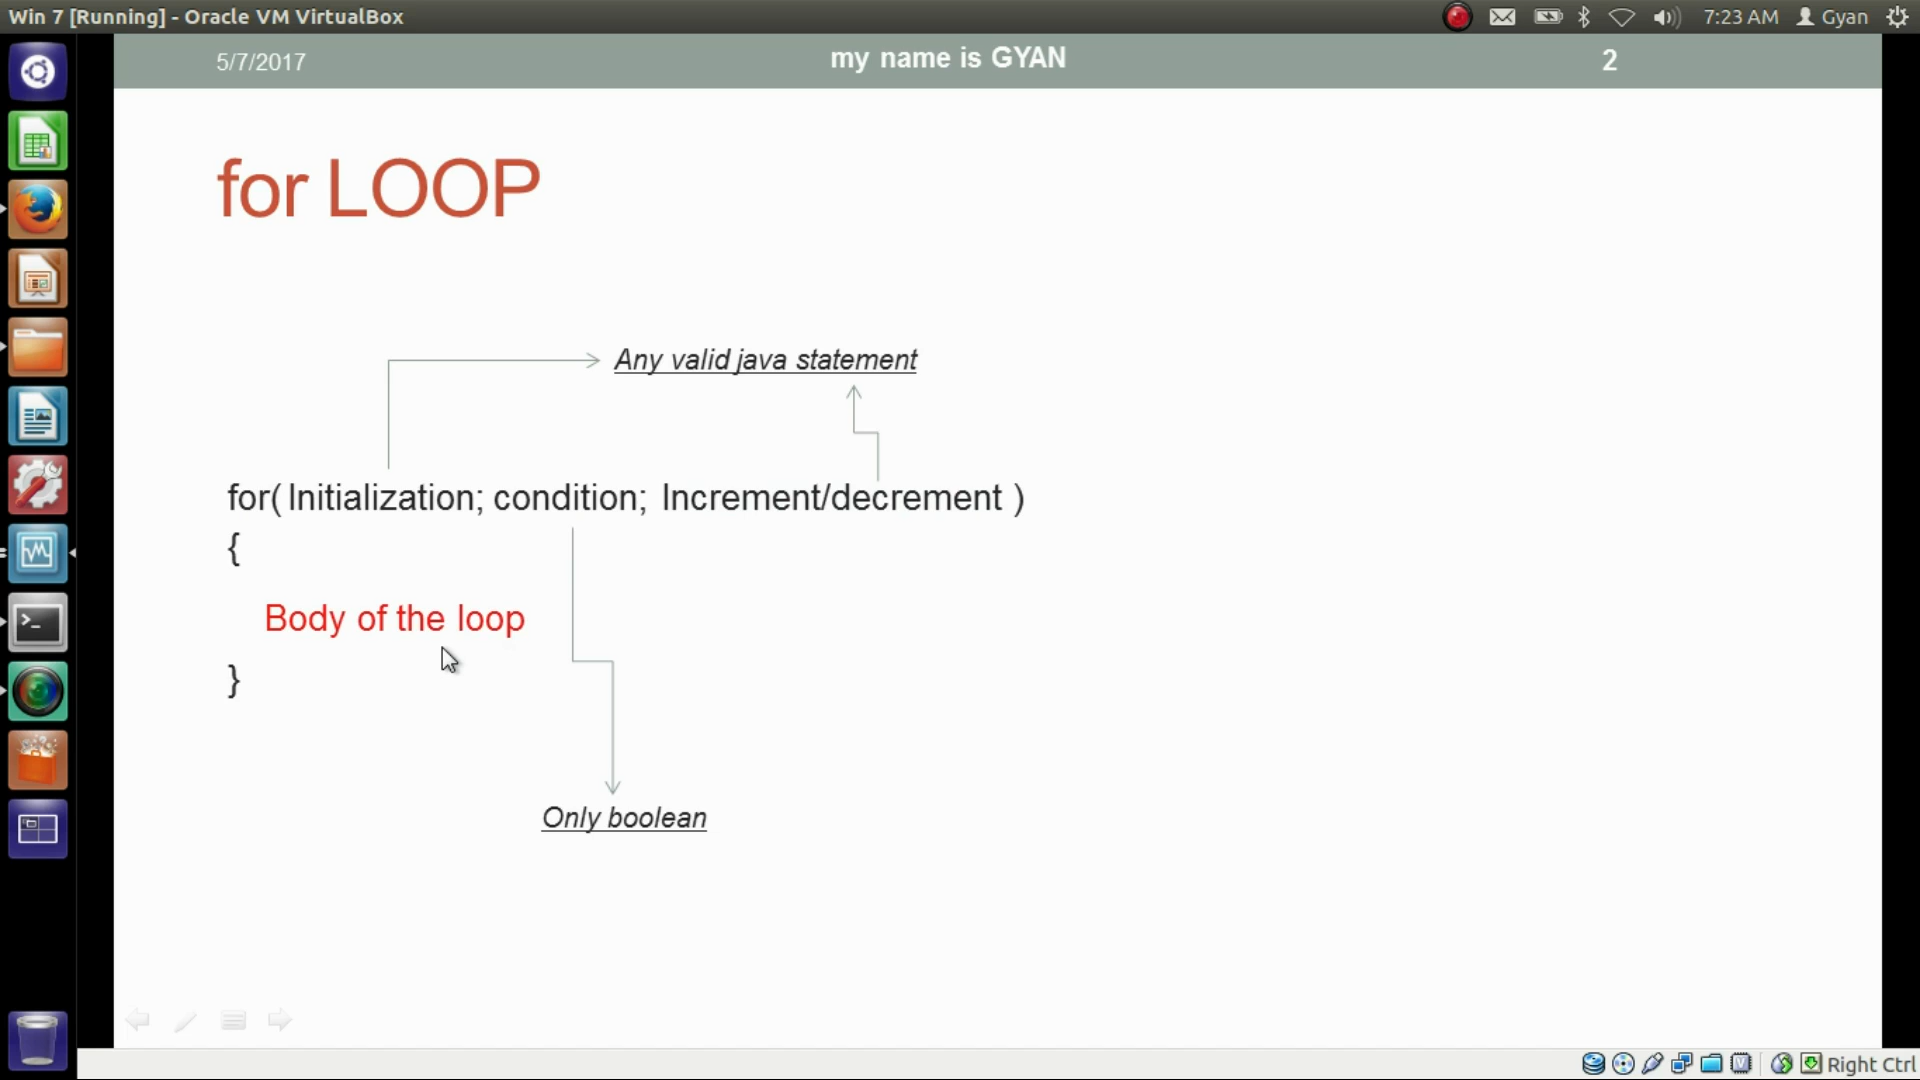 Win 7 [Running] - Oracle VM VirtualBox
7:23 AM Gyan
5/7/2017
my name is GYAN
2
for LOOP
Any valid java statement
for( Initialization; condition; Increment/decrement )
{
Body of the loop
}
Only boolean
Right Ctrl